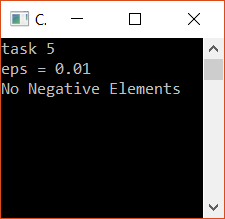 C.
task 5
eps = 0.01
No Negative Elements